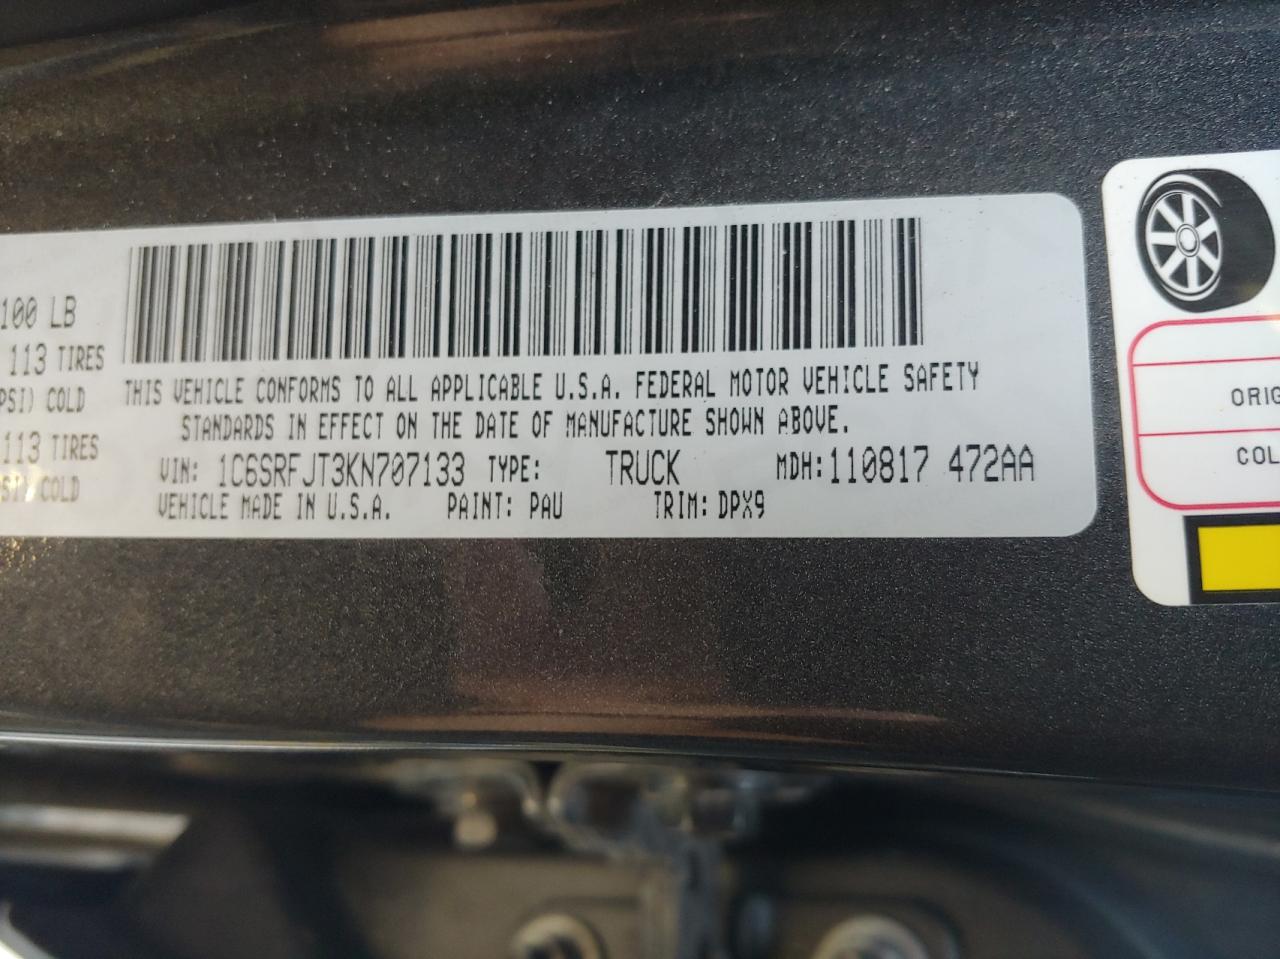 100 LB
113 TIRES
PSI) COLD
113 TIRES
SI) COLD
THIS VEHICLE CONFORMS TO ALL APPLICABLE U.S.A. FEDERAL MOTOR VEHICLE SAFETY
STANDARDS IN EFFECT ON THE DATE OF MANUFACTURE SHOWN ABOVE.
VIN: 1C6SRFJT3KN707133 TYPE: TRUCK MDH:110817 472AA
VEHICLE MADE IN U.S.A. PAINT: PAU TRIM: DPX9
ORIG
COL